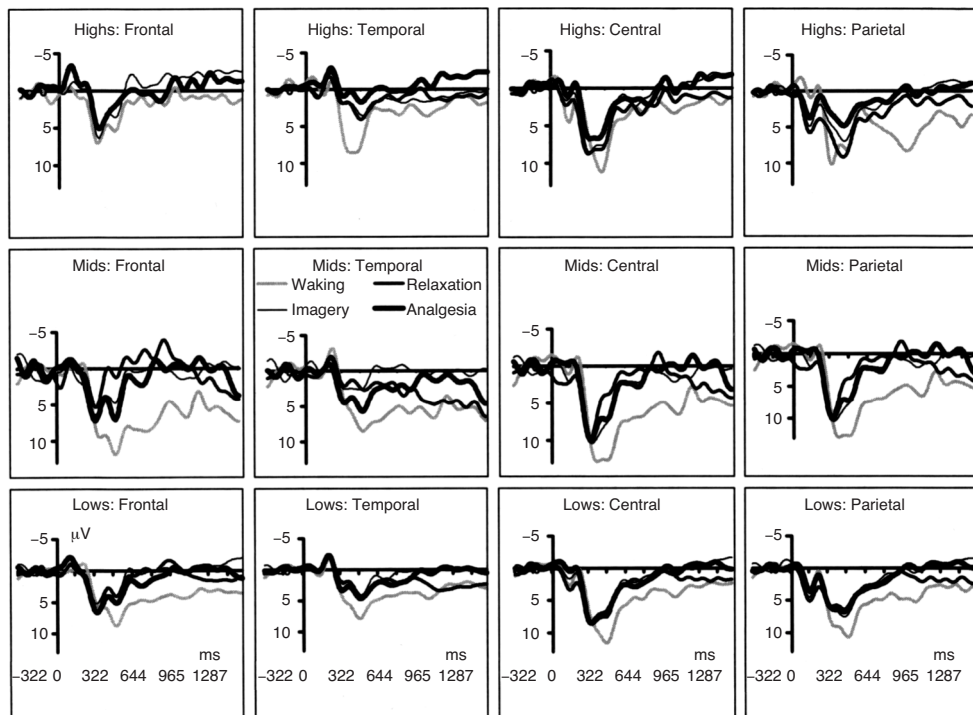 Highs: Frontal
Highs: Temporal
Highs: Central
Highs: Parietal
−5
5
10
−5
5
10
−5
5
10
−5
5
10
Mids: Frontal
Mids: Temporal
Mids: Central
Mids: Parietal
Waking
Relaxation
Imagery
Analgesia
−5
5
10
−5
5
10
−5
5
10
−5
5
10
Lows: Frontal
Lows: Temporal
Lows: Central
Lows: Parietal
μV
−5
5
10
−5
5
10
−5
5
10
−5
5
10
ms
ms
ms
ms
−322 0 322 644 965 1287
−322 0 322 644 965 1287
−322 0 322 644 965 1287
−322 0 322 644 965 1287